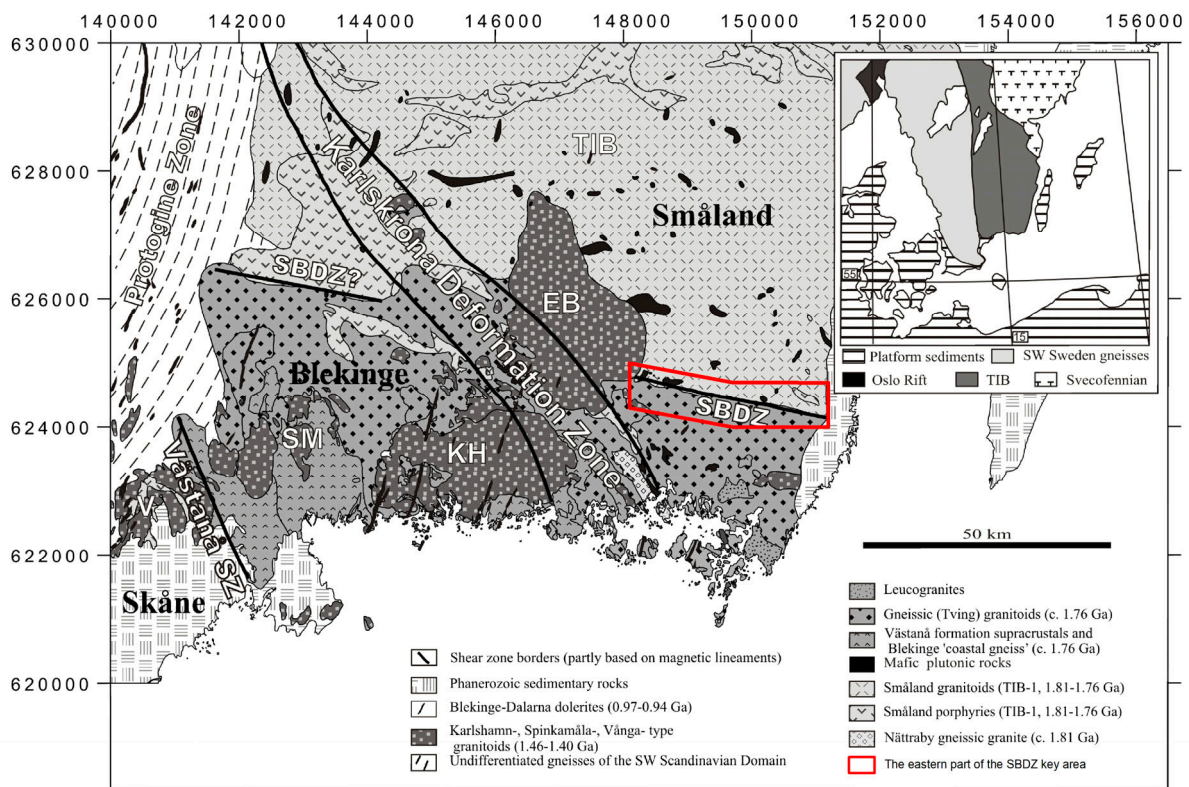 140000 142000 144000 146000 148000 150000 152000 154000 156000
630000
628000
626000
624000
622000
620000
Protogine Zone
Karlskrona Deformation Zone
TIB
Småland
SBDZ?
EB
Blekinge
SBDZ
SM
KH
V
Västanå SZ
Skåne
55
15
Platform sediments
SW Sweden gneisses
Oslo Rift
TIB
Svecofennian
50 km
Shear zone borders (partly based on magnetic lineaments)
Phanerozoic sedimentary rocks
Blekinge-Dalarna dolerites (0.97-0.94 Ga)
Karlshamn-, Spinkamåla-, Vånga- type
granitoids (1.46-1.40 Ga)
Undifferentiated gneisses of the SW Scandinavian Domain
Leucogranites
Gneissic (Tving) granitoids (c. 1.76 Ga)
Västanå formation supracrustals and
Blekinge 'coastal gneiss' (c. 1.76 Ga)
Mafic plutonic rocks
Småland granitoids (TIB-1, 1.81-1.76 Ga)
Småland porphyries (TIB-1, 1.81-1.76 Ga)
Nättraby gneissic granite (c. 1.81 Ga)
The eastern part of the SBDZ key area